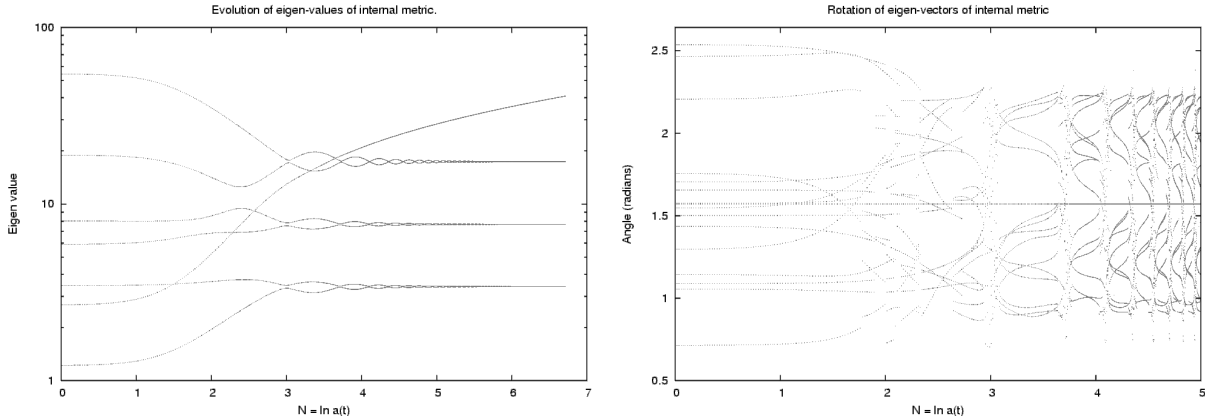 Evolution of eigen-values of internal metric.
100
10
1
Eigen value
0 1 2 3 4 5 6 7
N = ln a(t)
Rotation of eigen-vectors of internal metric
2.5
2
1.5
1
0.5
Angle (radians)
0 1 2 3 4 5
N = ln a(t)